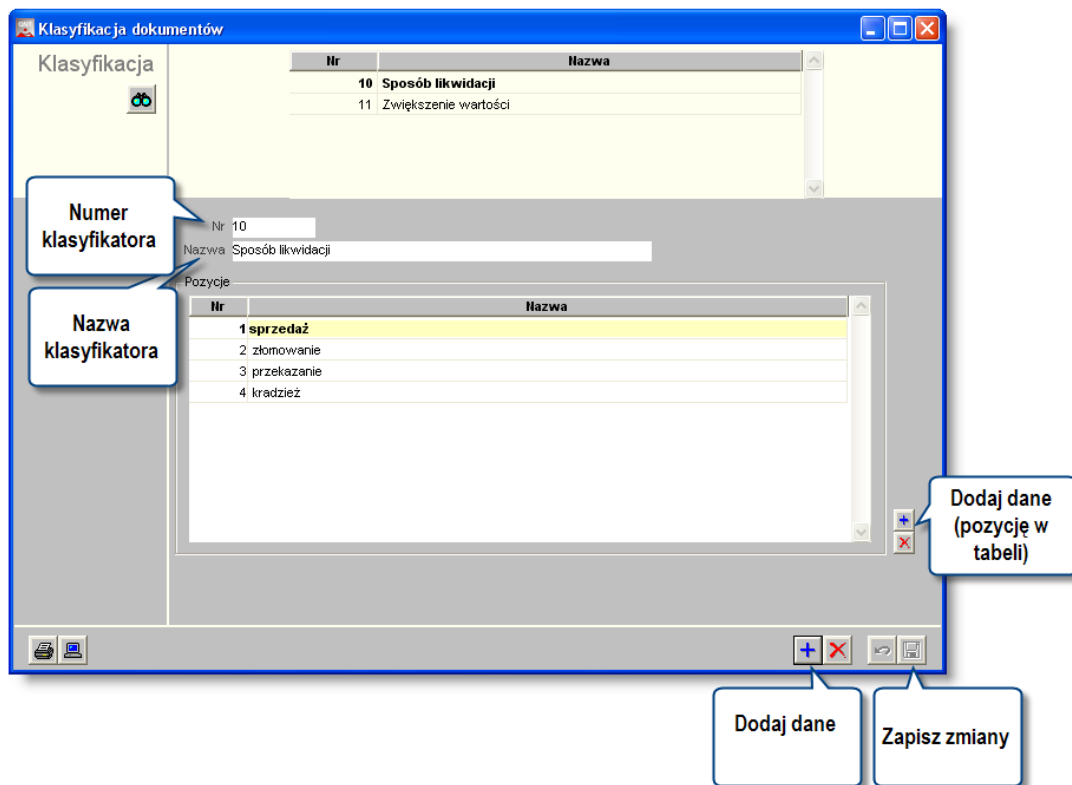 Klasyfikacja dokumentów
Klasyfikacja
Nr Nazwa
10 Sposób likwidacji
11 Zwiększenie wartości
Numer
klasyfikatora
Nr 10
Nazwa Sposób likwidacji
Nazwa
klasyfikatora
Pozycje
Nr Nazwa
1 sprzedaż
2 złomowanie
3 przekazanie
4 kradzież
Dodaj dane
(pozycję w
tabeli)
Dodaj dane
Zapisz zmiany